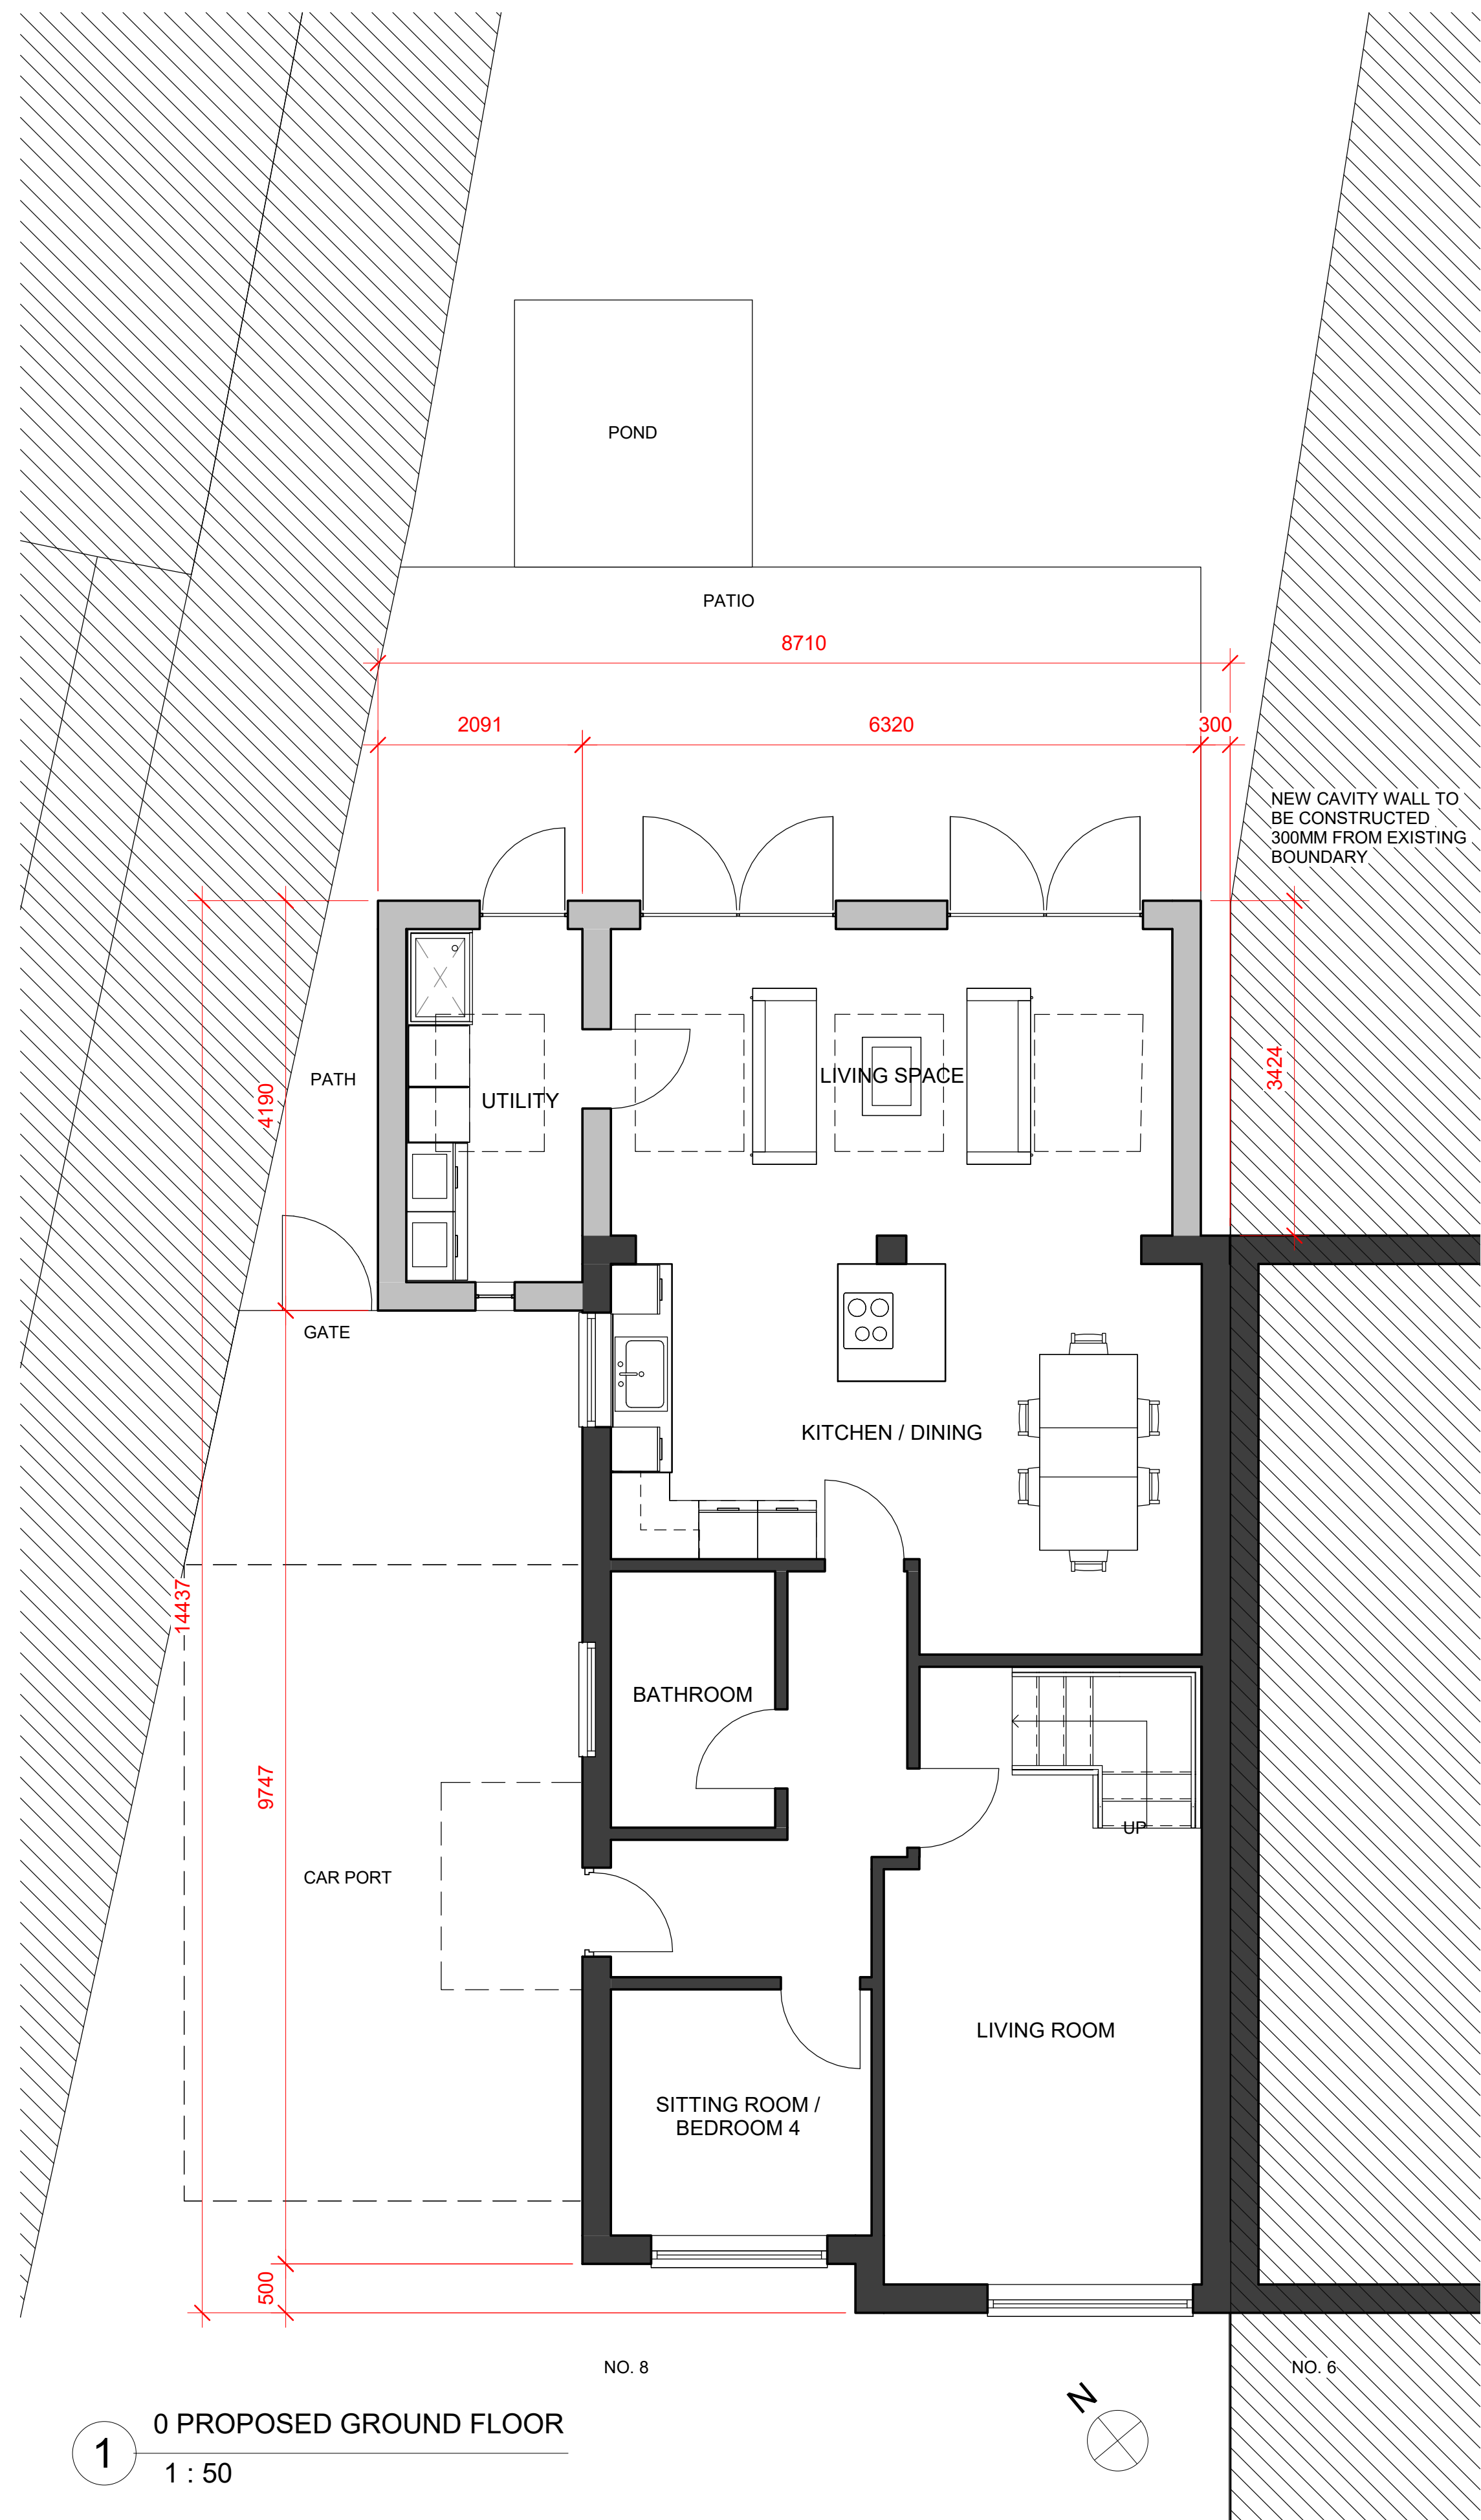 POND
PATIO
8710
2091
6320
300
NEW CAVITY WALL TO
BE CONSTRUCTED
300MM FROM EXISTING
BOUNDARY
PATH
4190
UTILITY
LIVING SPACE
3424
GATE
KITCHEN / DINING
14437
BATHROOM
9747
UP
CAR PORT
LIVING ROOM
SITTING ROOM /
BEDROOM 4
500
NO. 8
NO. 6
N
0 PROPOSED GROUND FLOOR
1
1 : 50